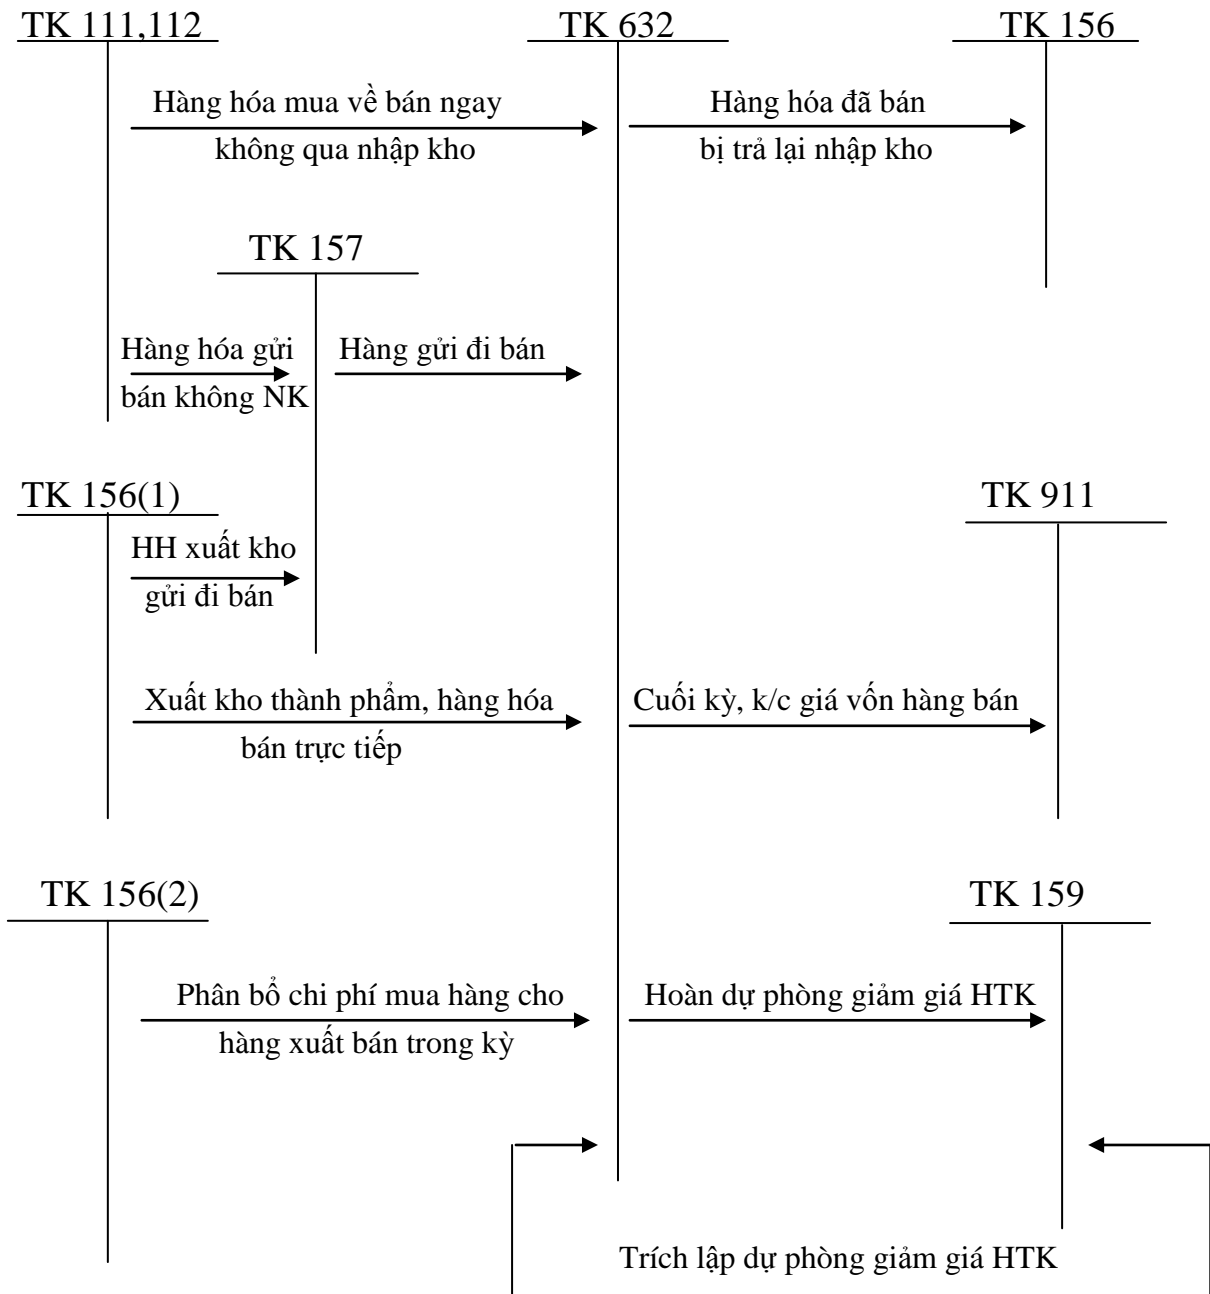 TK 111,112
TK 632
TK 156
Hàng hóa mua về bán ngay
không qua nhập kho
Hàng hóa đã bán
bị trả lại nhập kho
TK 157
Hàng hóa gửi
bán không NK
Hàng gửi đi bán
TK 156(1)
TK 911
HH xuất kho
gửi đi bán
Xuất kho thành phẩm, hàng hóa
bán trực tiếp
Cuối kỳ, k/c giá vốn hàng bán
TK 156(2)
TK 159
Phân bổ chi phí mua hàng cho
hàng xuất bán trong kỳ
Hoàn dự phòng giảm giá HTK
Trích lập dự phòng giảm giá HTK